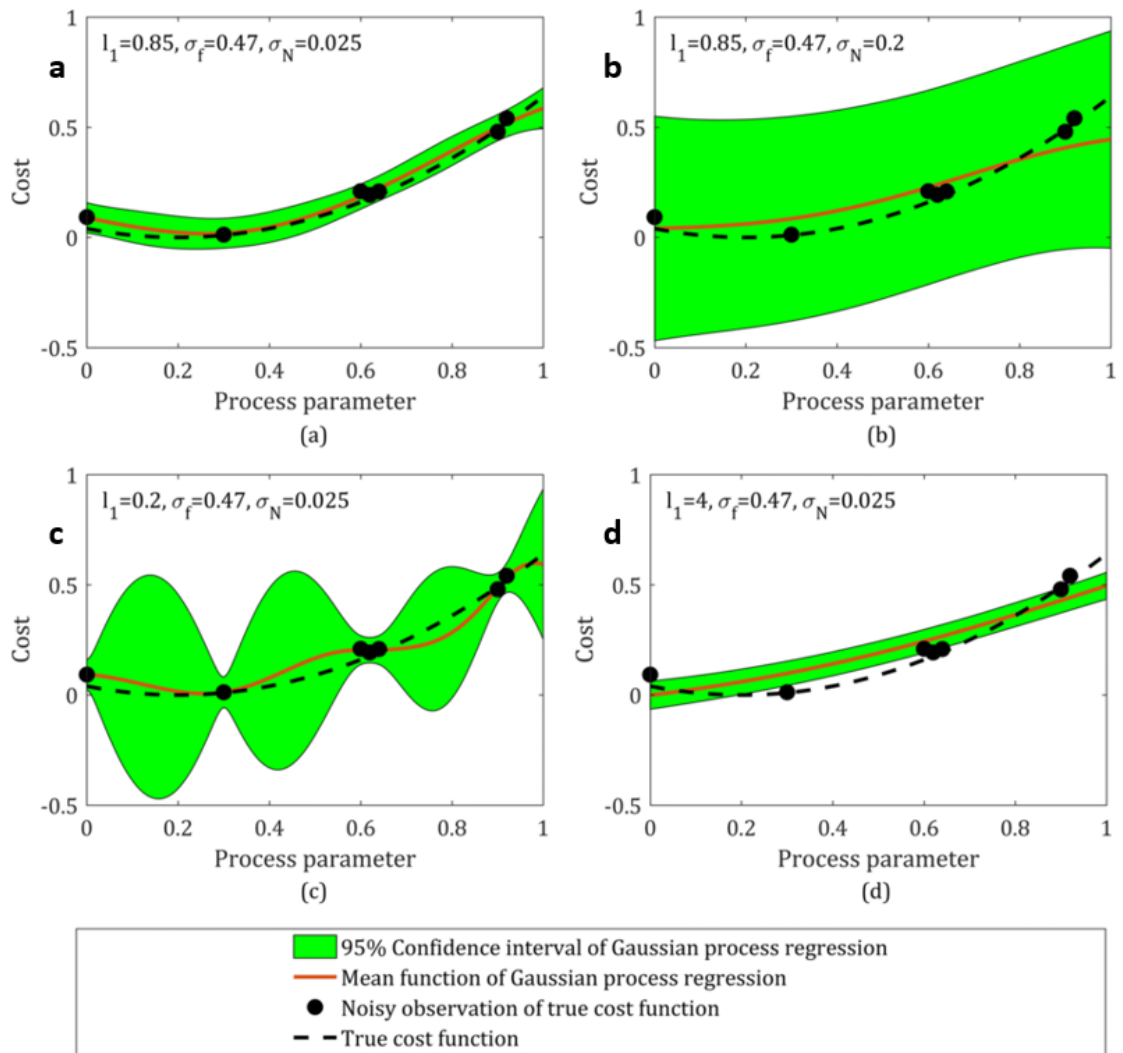 a
l1=0.85, σf=0.47, σN=0.025
1
0.5
0
-0.5
Cost
0 0.2 0.4 0.6 0.8 1
Process parameter
(a)
b
l1=0.85, σf=0.47, σN=0.2
1
0.5
0
-0.5
Cost
0 0.2 0.4 0.6 0.8 1
Process parameter
(b)
c
l1=0.2, σf=0.47, σN=0.025
1
0.5
0
-0.5
Cost
0 0.2 0.4 0.6 0.8 1
Process parameter
(c)
d
l1=4, σf=0.47, σN=0.025
1
0.5
0
-0.5
Cost
0 0.2 0.4 0.6 0.8 1
Process parameter
(d)
95% Confidence interval of Gaussian process regression
Mean function of Gaussian process regression
Noisy observation of true cost function
True cost function